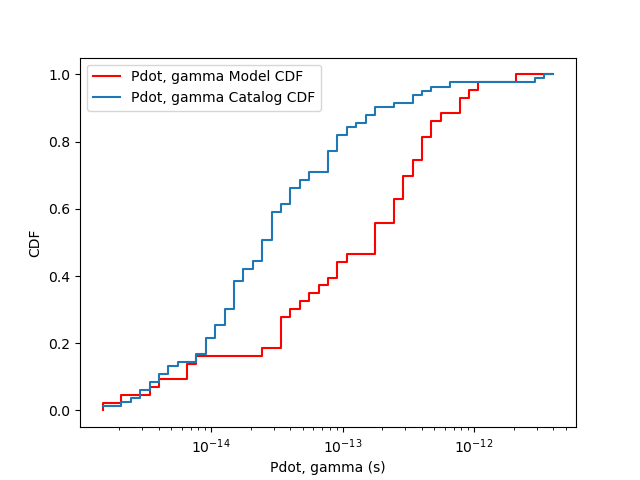 Pdot, gamma Model CDF
Pdot, gamma Catalog CDF
1.0
0.8
0.6
0.4
0.2
0.0
CDF
10⁻¹⁴
10⁻¹³
10⁻¹²
Pdot, gamma (s)